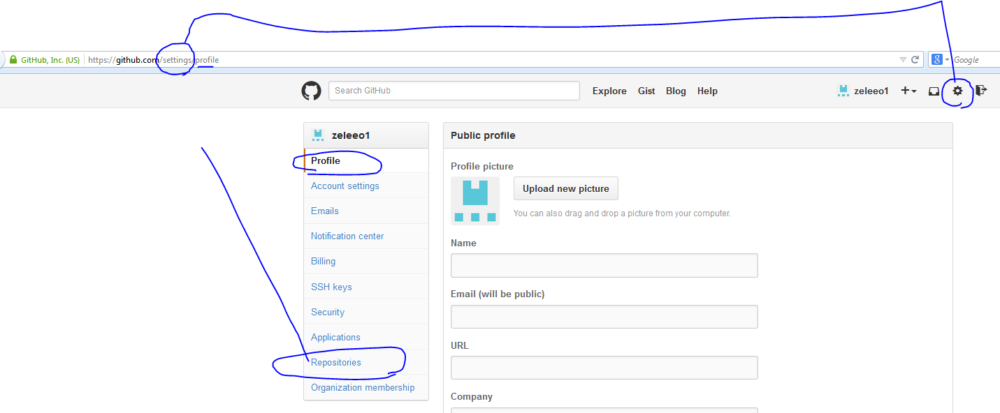 GitHub, Inc. (US) https://github.com/settings/profile Google
Search GitHub Explore Gist Blog Help zeleeo1
zeleeo1
Profile
Account settings
Emails
Notification center
Billing
SSH keys
Security
Applications
Repositories
Organization membership
Public profile
Profile picture
Upload new picture
You can also drag and drop a picture from your computer.
Name
Email (will be public)
URL
Company